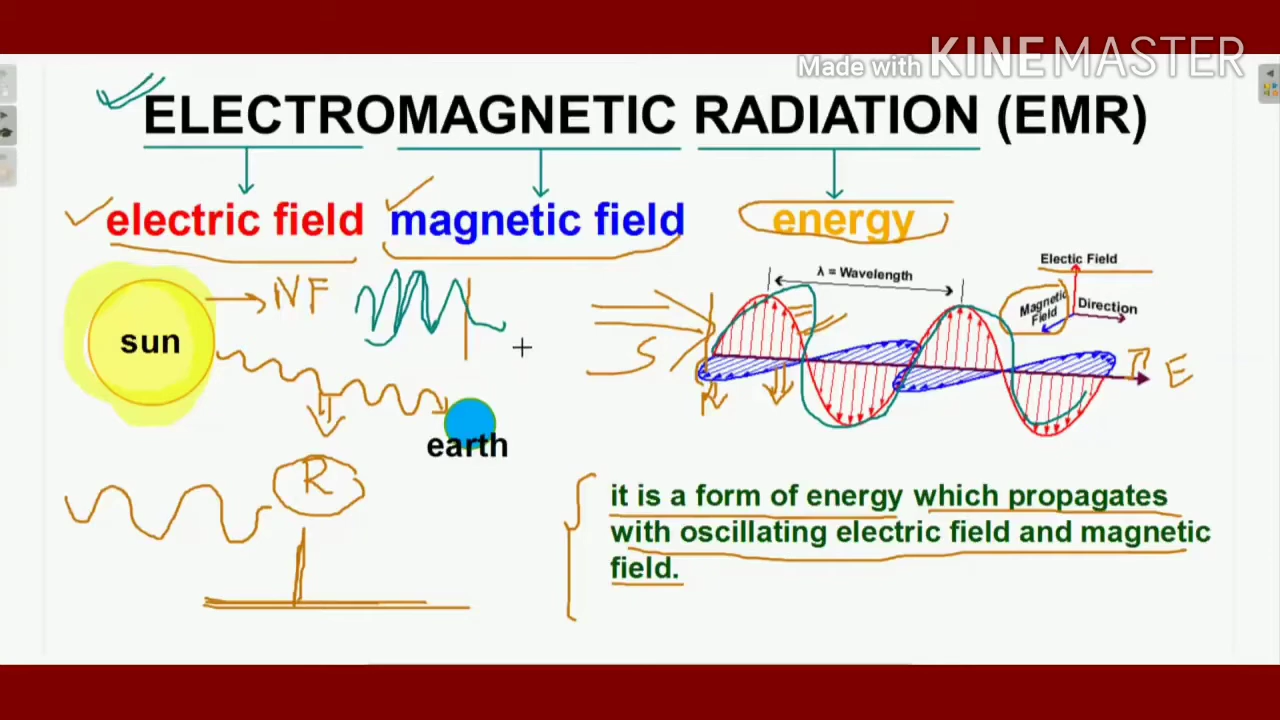 Made with KINEMASTER
ELECTROMAGNETIC RADIATION (EMR)
electric field magnetic field energy
sun
NF
earth
R
λ = Wavelength
Electic Field
Magnetic
Field
Direction
S
E
it is a form of energy which propagates
with oscillating electric field and magnetic
field.